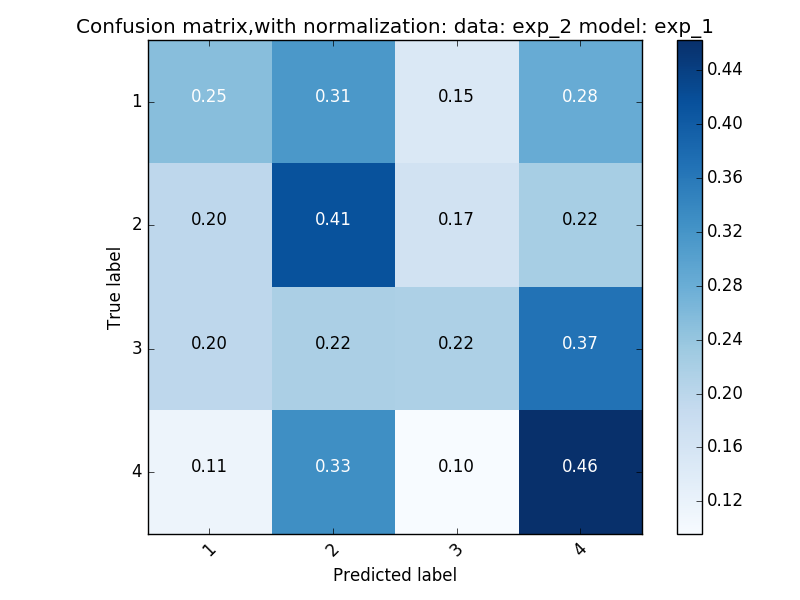 Confusion matrix,with normalization: data: exp_2 model: exp_1
True label
1 0.25 0.31 0.15 0.28
2 0.20 0.41 0.17 0.22
3 0.20 0.22 0.22 0.37
4 0.11 0.33 0.10 0.46
1 2 3 4
Predicted label
0.44
0.40
0.36
0.32
0.28
0.24
0.20
0.16
0.12